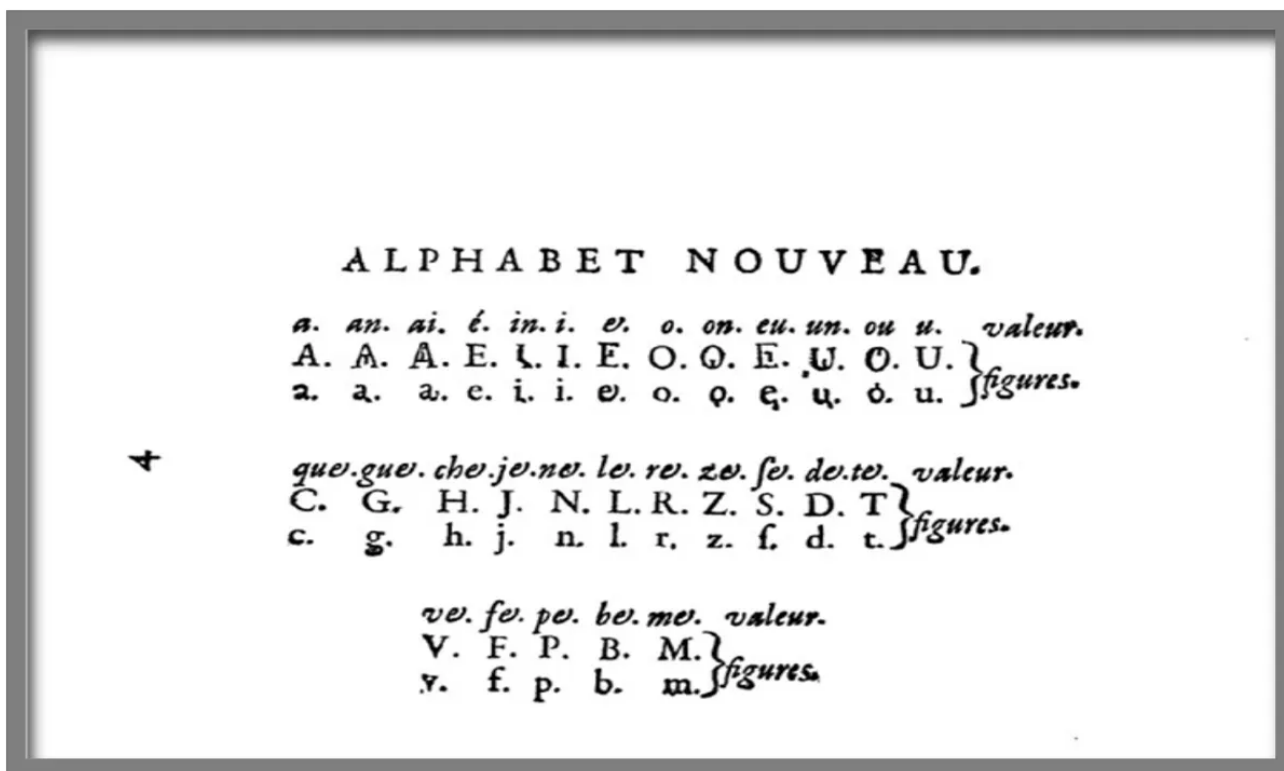 ALPHABET NOUVEAU.
a. an. ai. é. in. i. e. o. on. eu. un. ou u. valeur.
A. A. A. E. I. I. E. O. O. E. U. O. U. } figures.
a. a. a. e. i. i. e. o. o. e. u. o. u.
que. gue. che. je. ne. le. re. ze. ſe. de. te. valeur.
C. G. H. J. N. L. R. Z. S. D. T } figures.
c. g. h. j. n. l. r. z. ſ. d. t.
ve. fe. pe. be. me. valeur.
V. F. P. B. M. } figures.
v. f. p. b. m.